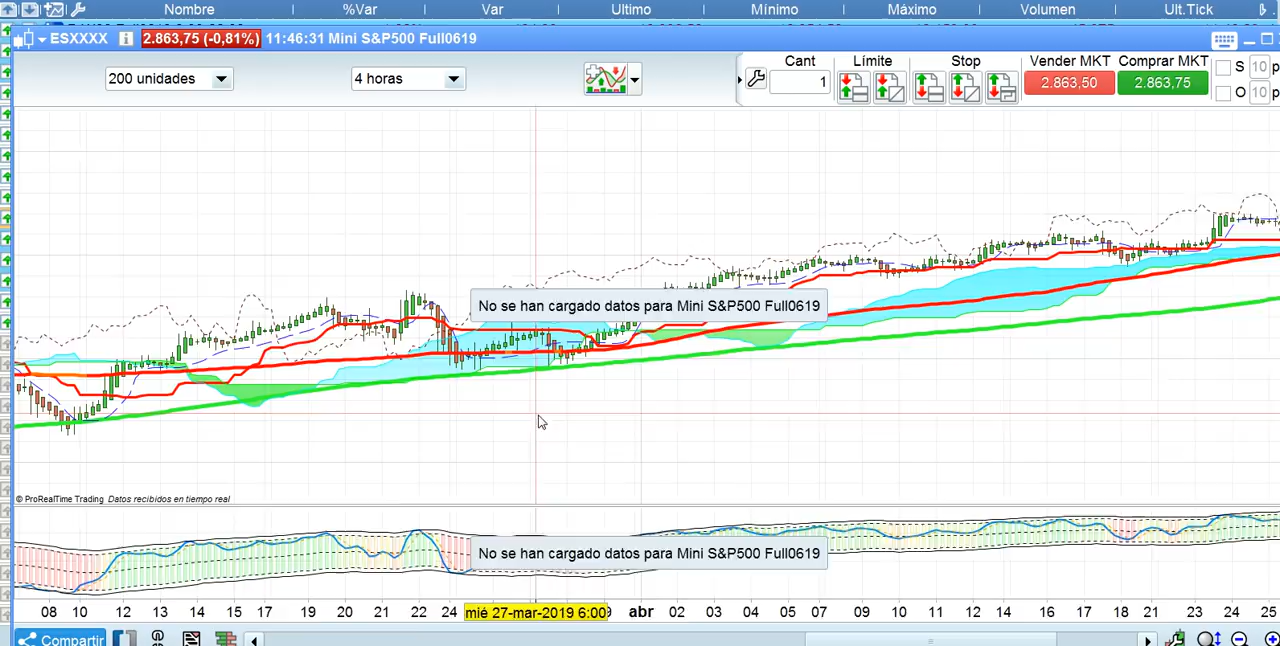 Nombre %Var Var Ultimo Mínimo Máximo Volumen Ult.Tick
ESXXXX i 2.863,75 (-0,81%) 11:46:31 Mini S&P500 Full0619
200 unidades 4 horas Cant Límite Stop Vender MKT Comprar MKT S 10 p
1 2.863,50 2.863,75 O 10 p
No se han cargado datos para Mini S&P500 Full0619
© ProRealTime Trading Datos recibidos en tiempo real
No se han cargado datos para Mini S&P500 Full0619
08 10 12 13 14 15 17 19 20 21 22 24 mié 27-mar-2019 6:00 abr 02 03 04 05 07 09 10 11 12 14 16 17 18 21 23 24 25
Compartir